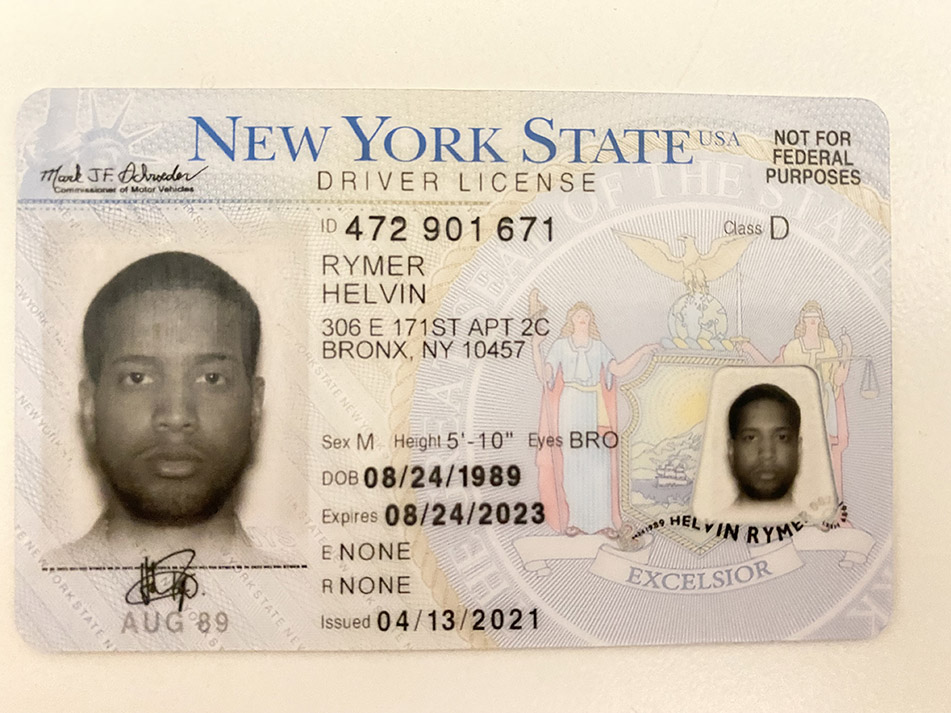 NEW YORK STATE USA
DRIVER LICENSE
NOT FOR
FEDERAL
PURPOSES
Mark J.F. Schroeder
Commissioner of Motor Vehicles
ID 472 901 671
Class D
RYMER
HELVIN
306 E 171ST APT 2C
BRONX, NY 10457
Sex M Height 5'-10" Eyes BRO
DOB 08/24/1989
Expires 08/24/2023
E NONE
R NONE
Issued 04/13/2021
AUG 89
HELVIN RYMER
EXCELSIOR